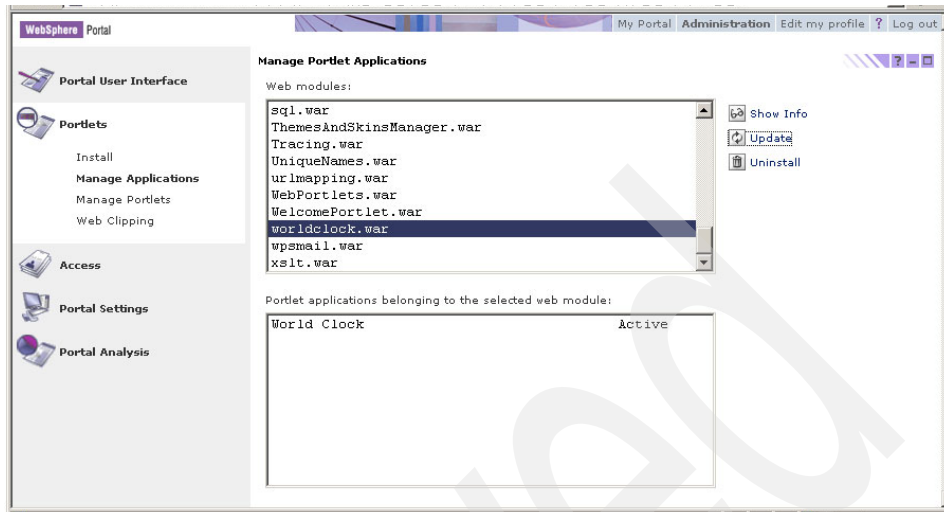 WebSphere Portal
My Portal Administration Edit my profile ? Log out
Portal User Interface
Portlets
Install
Manage Applications
Manage Portlets
Web Clipping
Access
Portal Settings
Portal Analysis
Manage Portlet Applications
Web modules:
sql.war
ThemesAndSkinsManager.war
Tracing.war
UniqueNames.war
urlmapping.war
WebPortlets.war
WelcomePortlet.war
worldclock.war
wpsmail.war
xslt.war
Show Info
Update
Uninstall
Portlet applications belonging to the selected web module:
World Clock Active